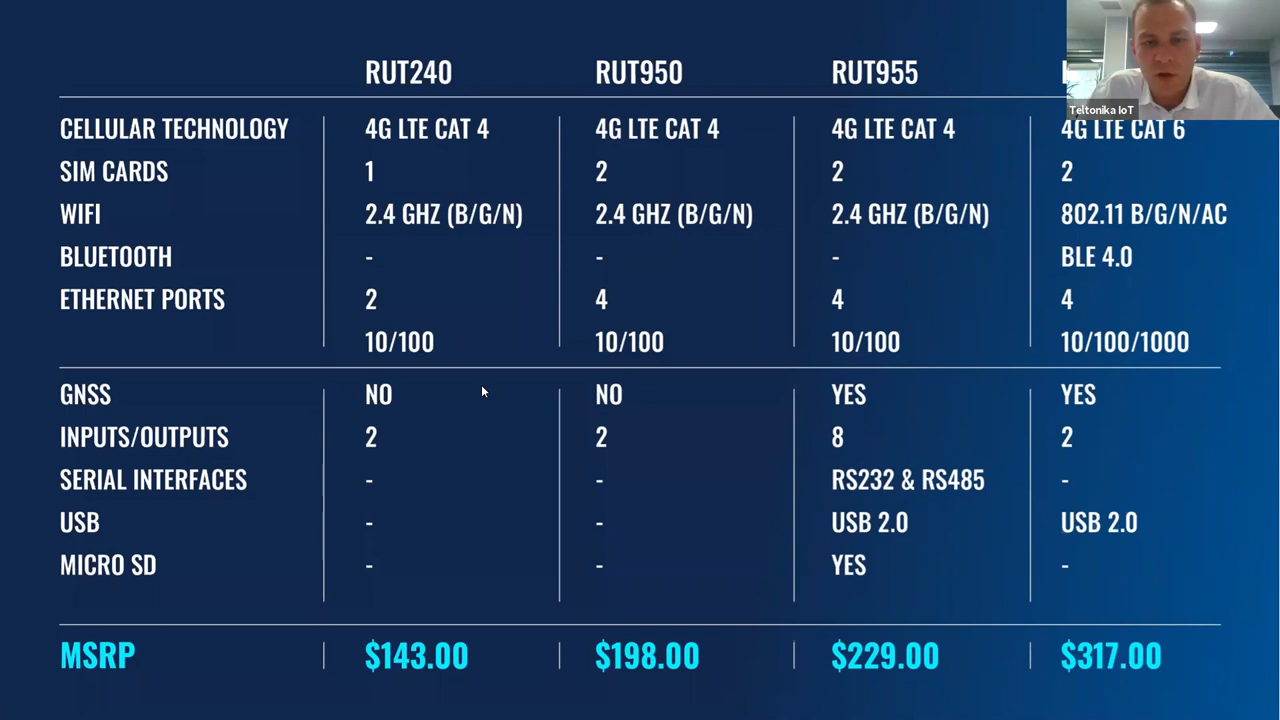 RUT240 RUT950 RUT955
Teltonika IoT
CELLULAR TECHNOLOGY 4G LTE CAT 4 4G LTE CAT 4 4G LTE CAT 4 4G LTE CAT 6
SIM CARDS 1 2 2 2
WIFI 2.4 GHZ (B/G/N) 2.4 GHZ (B/G/N) 2.4 GHZ (B/G/N) 802.11 B/G/N/AC
BLUETOOTH - - - BLE 4.0
ETHERNET PORTS 2 4 4 4
10/100 10/100 10/100 10/100/1000
GNSS NO NO YES YES
INPUTS/OUTPUTS 2 2 8 2
SERIAL INTERFACES - - RS232 & RS485 -
USB - - USB 2.0 USB 2.0
MICRO SD - - YES -
MSRP $143.00 $198.00 $229.00 $317.00